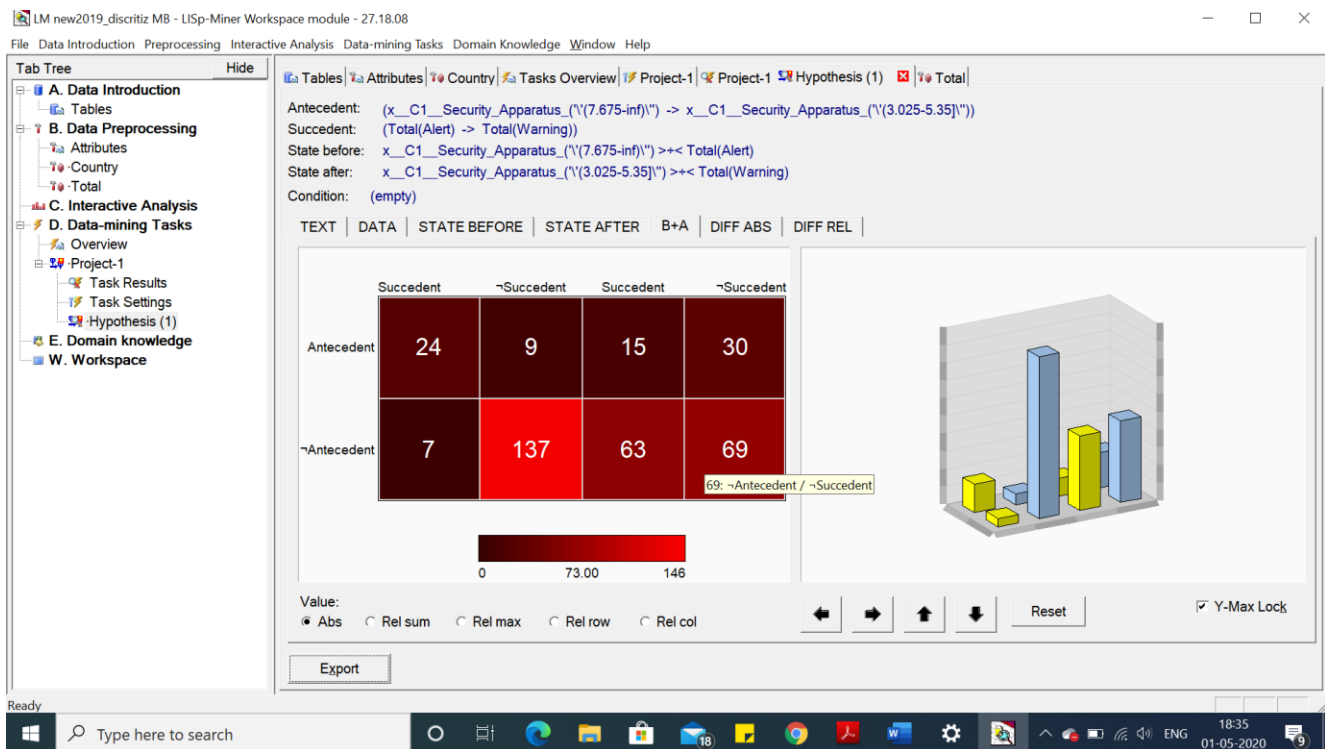 LM new2019_discritiz MB - LISp-Miner Workspace module - 27.18.08
File Data Introduction Preprocessing Interactive Analysis Data-mining Tasks Domain Knowledge Window Help
Tab Tree Hide
A. Data Introduction
Tables
B. Data Preprocessing
Attributes
Country
Total
C. Interactive Analysis
D. Data-mining Tasks
Overview
Project-1
Task Results
Task Settings
Hypothesis (1)
E. Domain knowledge
W. Workspace
Tables Attributes Country Tasks Overview Project-1 Project-1 Hypothesis (1) Total
Antecedent: (x__C1__Security_Apparatus_('\'(7.675-inf)\'') -> x__C1__Security_Apparatus_('\'(3.025-5.35]\''))
Succedent: (Total(Alert) -> Total(Warning))
State before: x__C1__Security_Apparatus_('\'(7.675-inf)\'') >÷< Total(Alert)
State after: x__C1__Security_Apparatus_('\'(3.025-5.35]\'') >÷< Total(Warning)
Condition: (empty)
TEXT DATA STATE BEFORE STATE AFTER B+A DIFF ABS DIFF REL
Succedent ¬Succedent Succedent ¬Succedent
Antecedent 24 9 15 30
¬Antecedent 7 137 63 69
69: ¬Antecedent / ¬Succedent
0 73.00 146
Value:
Abs Rel sum Rel max Rel row Rel col
Reset Y-Max Lock
Export
Ready
Type here to search 18 ENG 18:35
01-05-2020 9